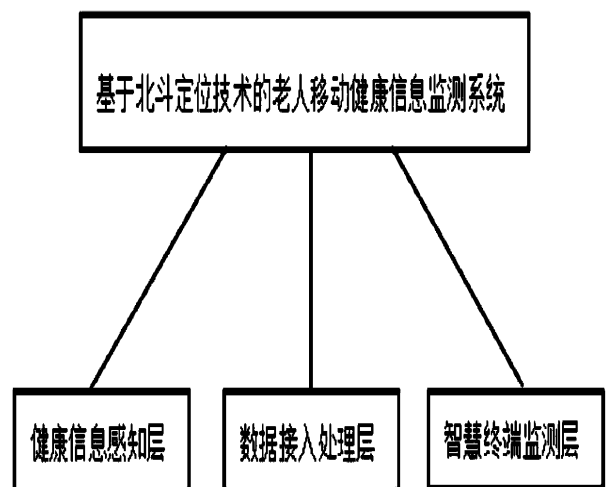 基于北斗定位技术的老人移动健康信息监测系统
健康信息感知层
数据接入处理层
智慧终端监测层